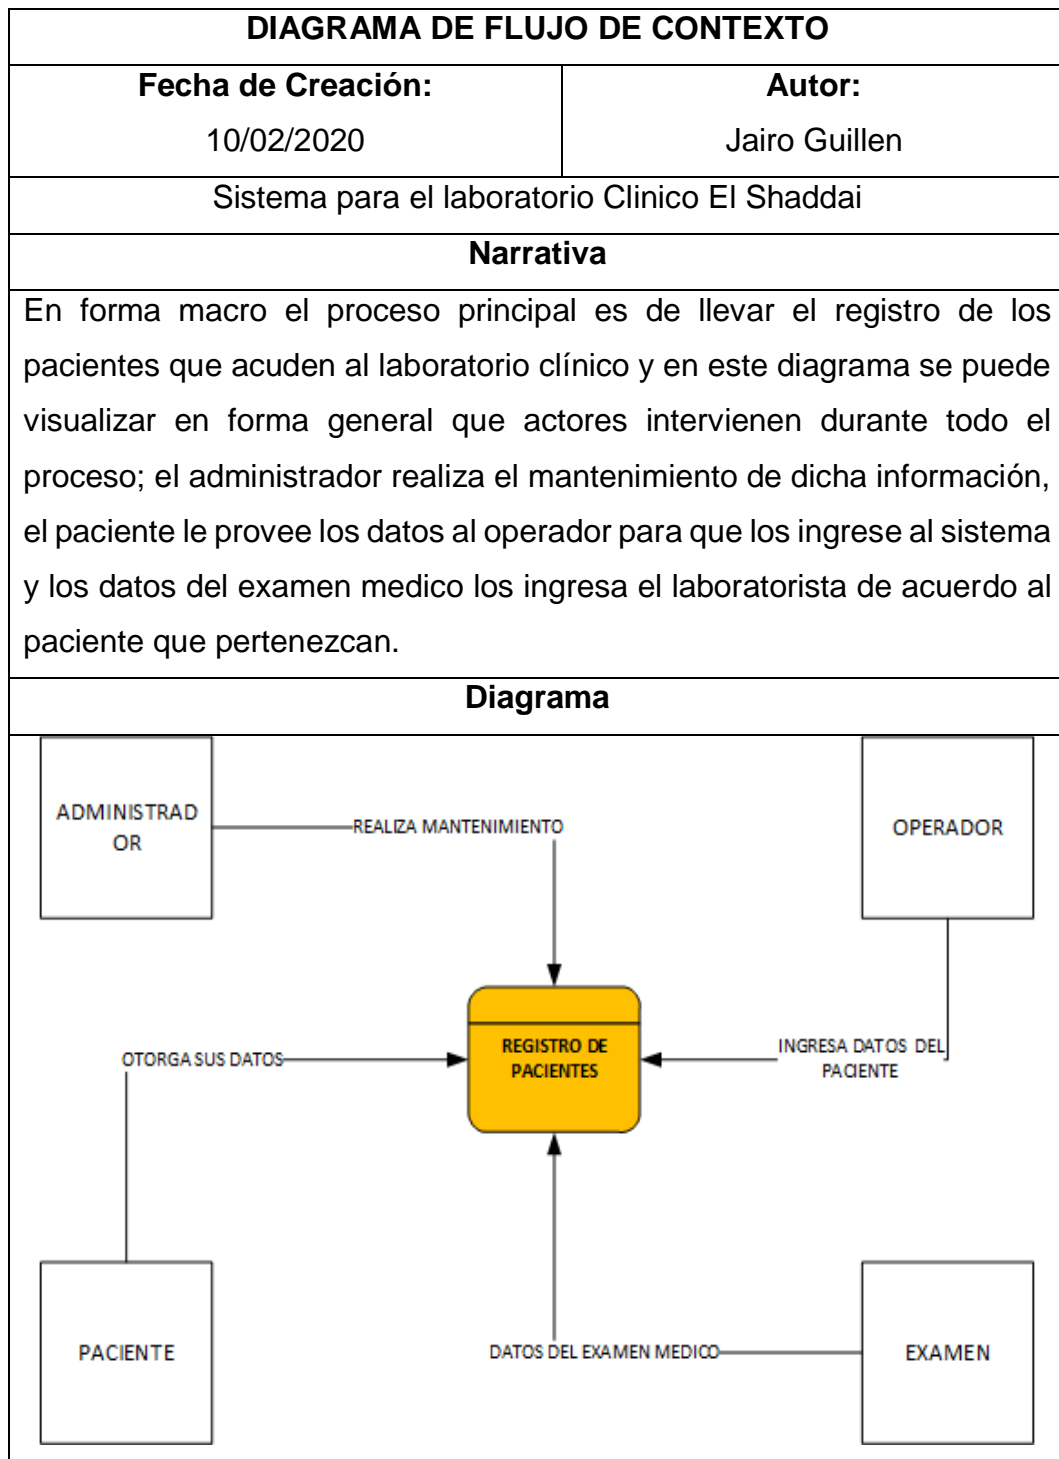 DIAGRAMA DE FLUJO DE CONTEXTO
Fecha de Creación:
10/02/2020
Autor:
Jairo Guillen
Sistema para el laboratorio Clinico El Shaddai
Narrativa
En forma macro el proceso principal es de llevar el registro de los
pacientes que acuden al laboratorio clínico y en este diagrama se puede
visualizar en forma general que actores intervienen durante todo el
proceso; el administrador realiza el mantenimiento de dicha información,
el paciente le provee los datos al operador para que los ingrese al sistema
y los datos del examen medico los ingresa el laboratorista de acuerdo al
paciente que pertenezcan.
Diagrama
ADMINISTRAD
OR
REALIZA MANTENIMIENTO
OPERADOR
OTORGA SUS DATOS
REGISTRO DE
PACIENTES
INGRESA DATOS DEL
PACIENTE
PACIENTE
DATOS DEL EXAMEN MEDICO
EXAMEN